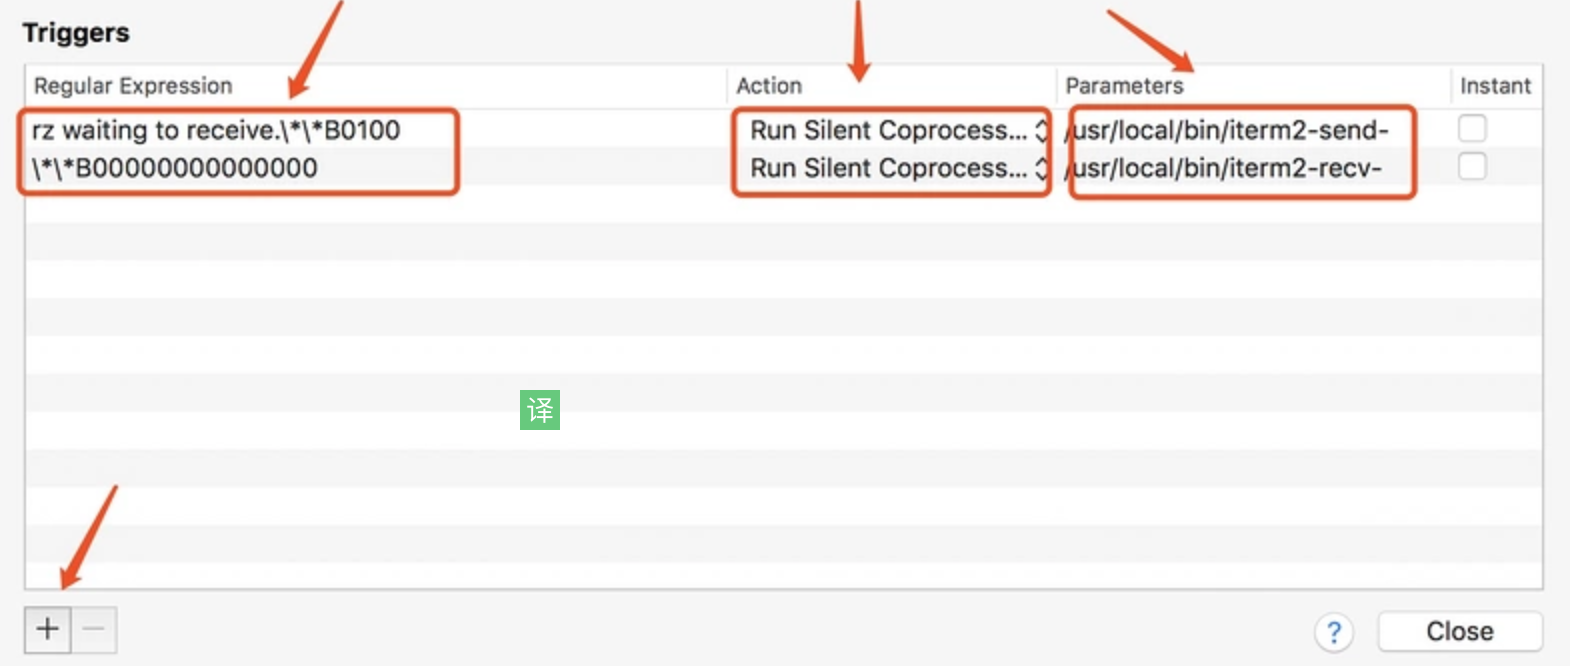 Triggers
Regular Expression Action Parameters Instant
rz waiting to receive.\*\*B0100 Run Silent Coprocess... /usr/local/bin/iterm2-send-
\*\*B00000000000000 Run Silent Coprocess... /usr/local/bin/iterm2-recv-
译
+ − ? Close